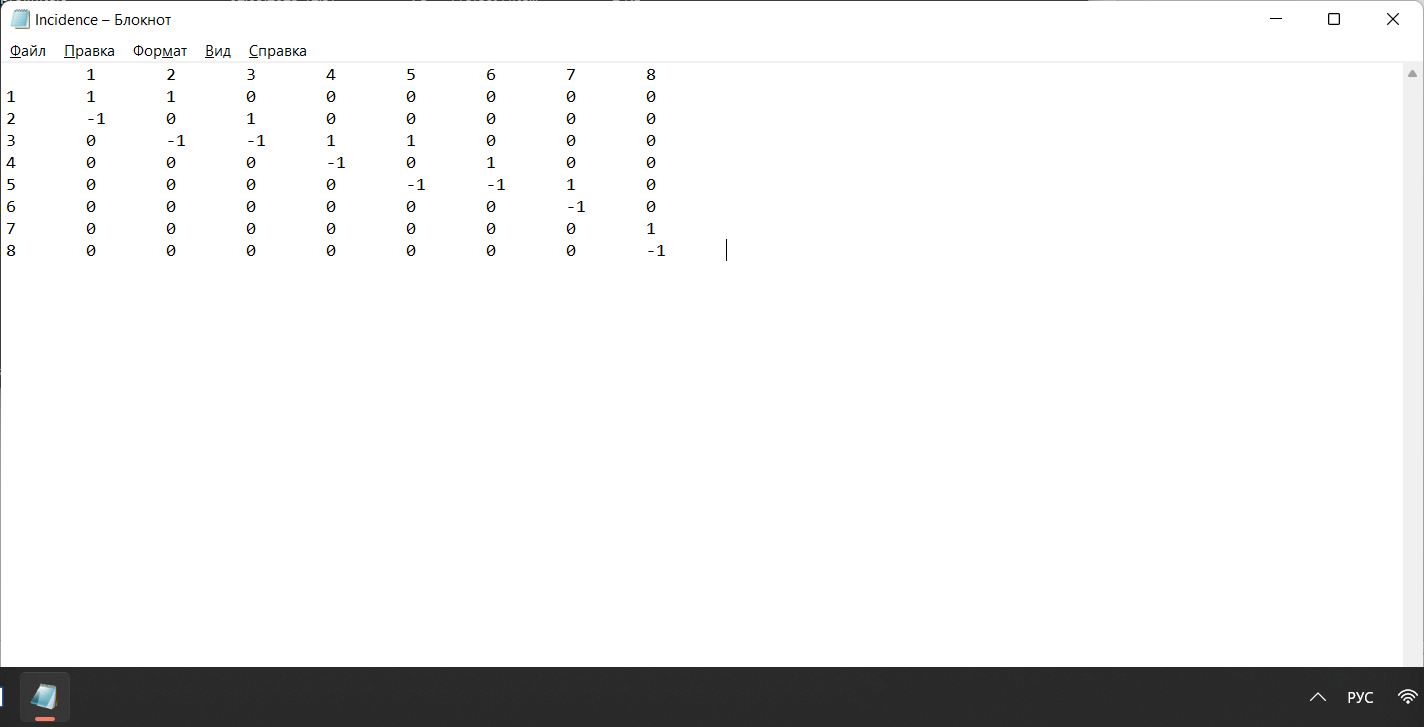 Incidence – Блокнот
Файл Правка Формат Вид Справка
1 2 3 4 5 6 7 8
1 1 1 0 0 0 0 0 0
2 -1 0 1 0 0 0 0 0
3 0 -1 -1 1 1 0 0 0
4 0 0 0 -1 0 1 0 0
5 0 0 0 0 -1 -1 1 0
6 0 0 0 0 0 0 -1 0
7 0 0 0 0 0 0 0 1
8 0 0 0 0 0 0 0 -1
РУС